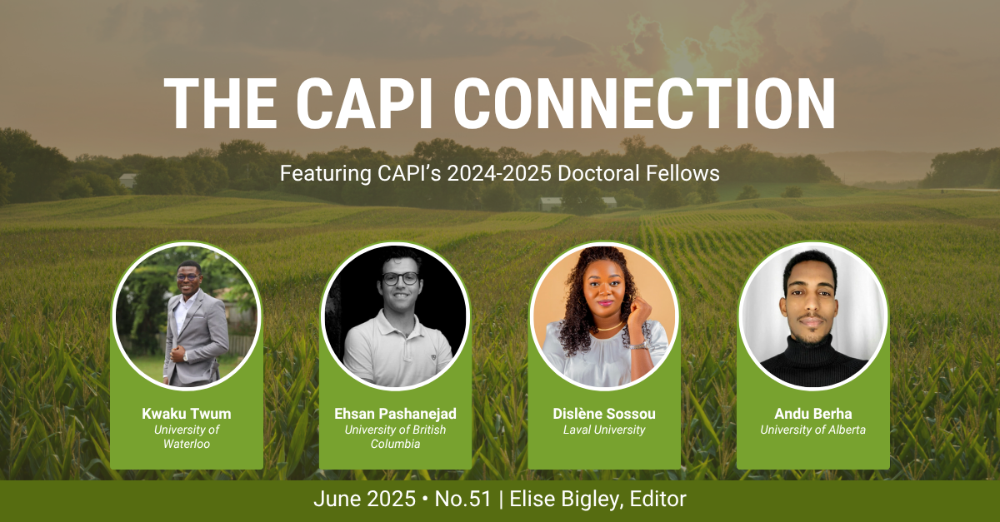 THE CAPI CONNECTION
Featuring CAPI’s 2024-2025 Doctoral Fellows
Kwaku Twum
University of
Waterloo
Ehsan Pashanejad
University of British
Columbia
Dislène Sossou
Laval University
Andu Berha
University of Alberta
June 2025 • No.51 | Elise Bigley, Editor